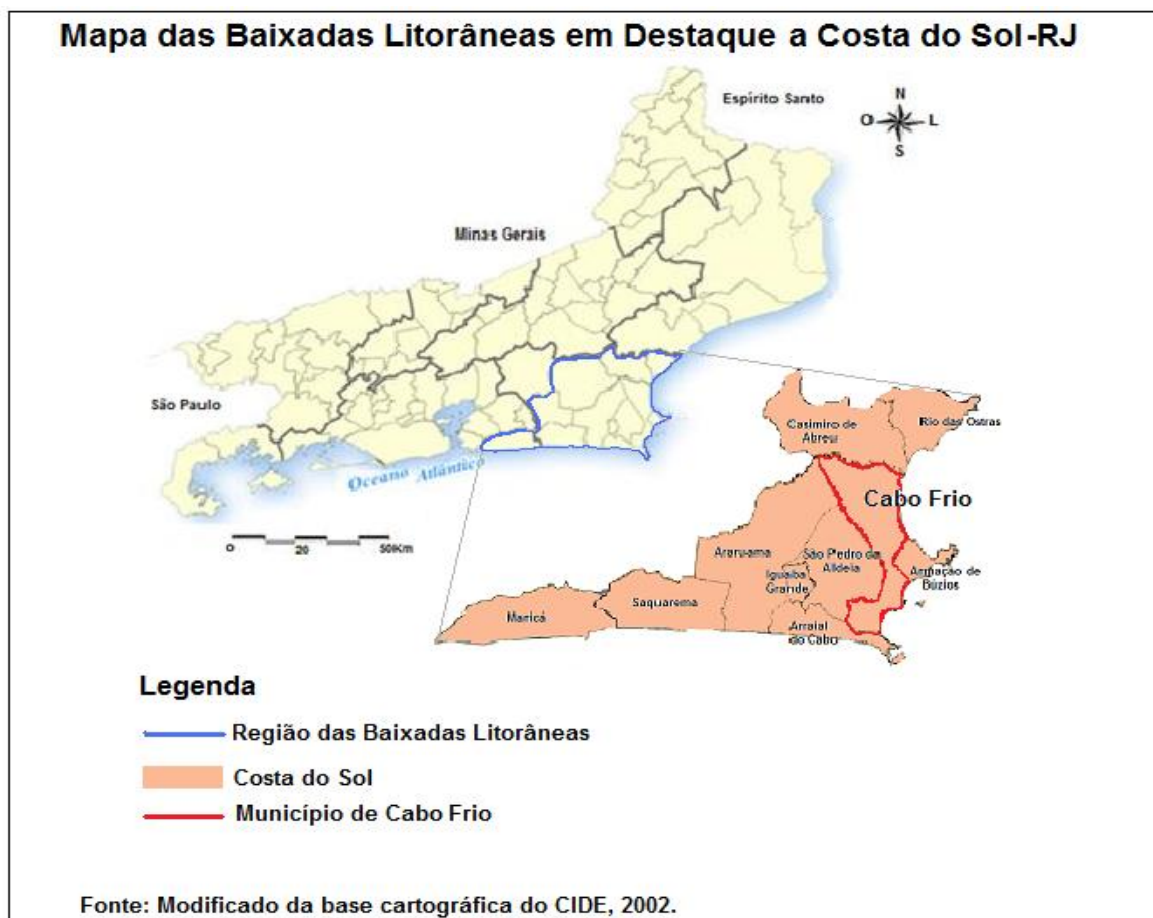 Mapa das Baixadas Litorâneas em Destaque a Costa do Sol-RJ
Espírito Santo
N
O
L
S
Minas Gerais
São Paulo
Oceano Atlântico
0
20
50Km
Casimiro de
Abreu
Rio das Ostras
Cabo Frio
Araruama
São Pedro da
Aldeia
Iguaba
Grande
Armação de
Búzios
Maricá
Saquarema
Arraial
do Cabo
Legenda
Região das Baixadas Litorâneas
Costa do Sol
Município de Cabo Frio
Fonte: Modificado da base cartográfica do CIDE, 2002.